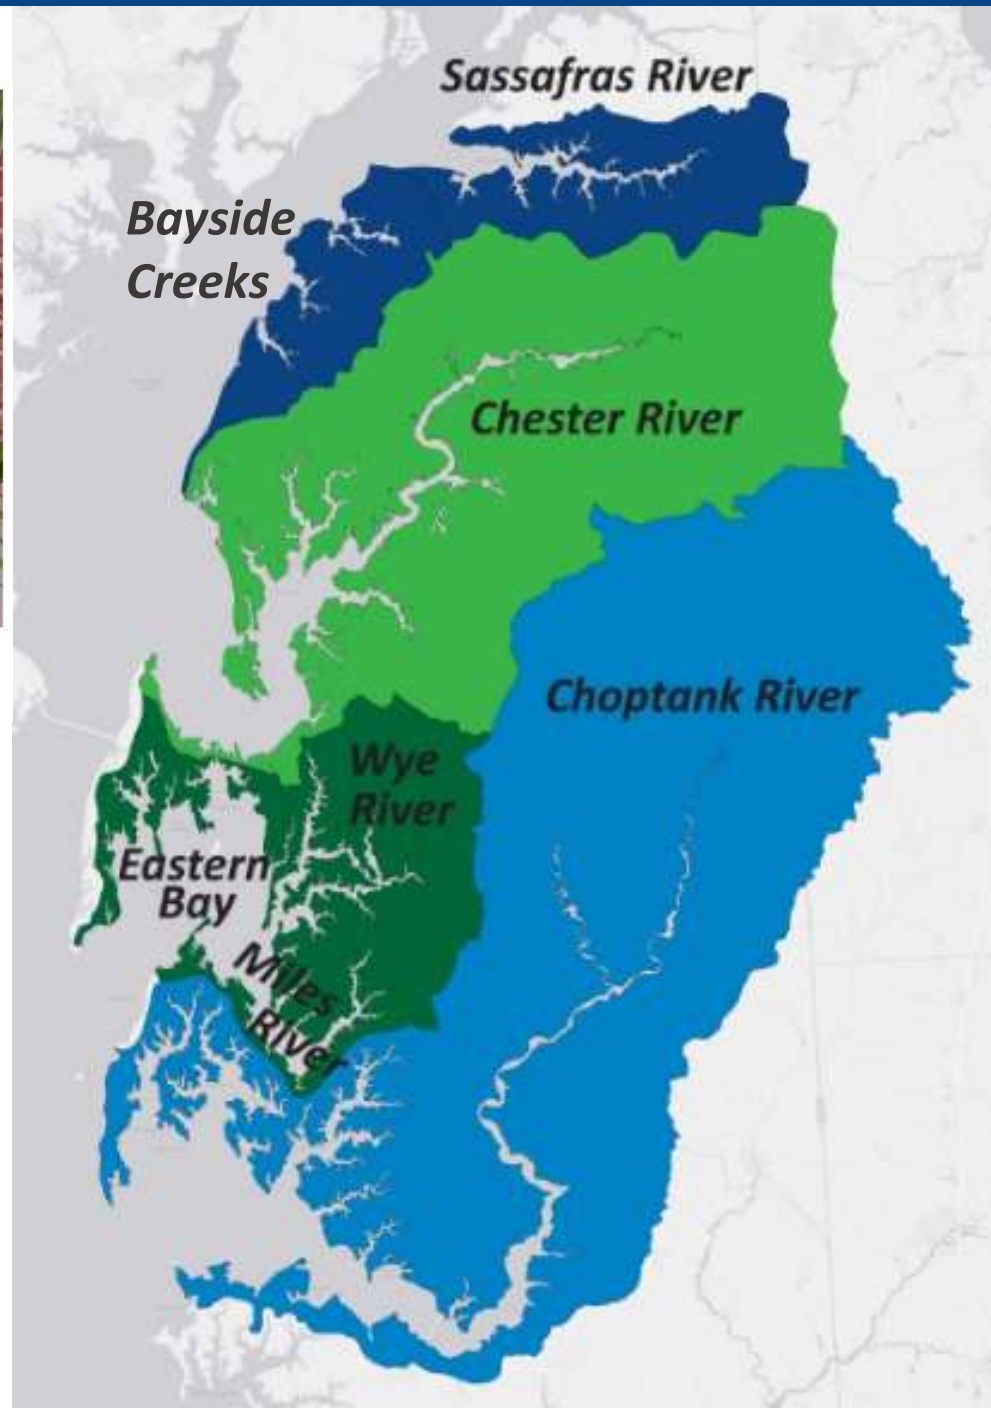 Sassafras River
Bayside
Creeks
Chester River
Choptank River
Wye
River
Eastern
Bay
Miles
River